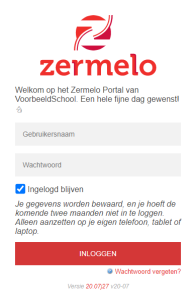 zermelo
Welkom op het Zermelo Portal van
VoorbeeldSchool. Een hele fijne dag gewenst!
Gebruikersnaam
Wachtwoord
Ingelogd blijven
Je gegevens worden bewaard, en je hoeft de
komende twee maanden niet in te loggen.
Alleen aanzetten op je eigen telefoon, tablet of
laptop.
INLOGGEN
Wachtwoord vergeten?
Versie 20.07j27 v20-07